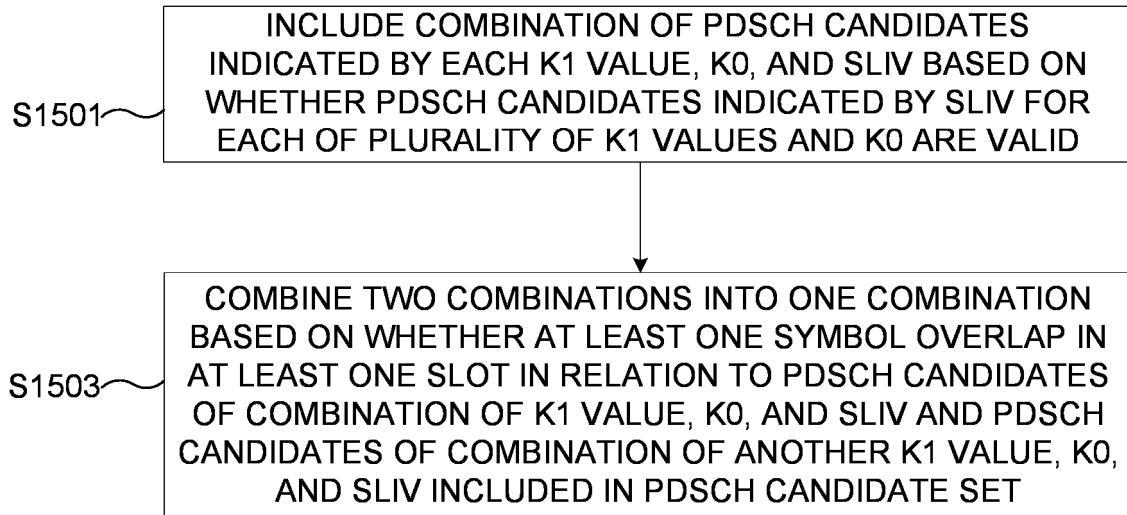 INCLUDE COMBINATION OF PDSCH CANDIDATES
INDICATED BY EACH K1 VALUE, K0, AND SLIV BASED ON
WHETHER PDSCH CANDIDATES INDICATED BY SLIV FOR
EACH OF PLURALITY OF K1 VALUES AND K0 ARE VALID
S1501
COMBINE TWO COMBINATIONS INTO ONE COMBINATION
BASED ON WHETHER AT LEAST ONE SYMBOL OVERLAP IN
AT LEAST ONE SLOT IN RELATION TO PDSCH CANDIDATES
OF COMBINATION OF K1 VALUE, K0, AND SLIV AND PDSCH
CANDIDATES OF COMBINATION OF ANOTHER K1 VALUE, K0,
AND SLIV INCLUDED IN PDSCH CANDIDATE SET
S1503